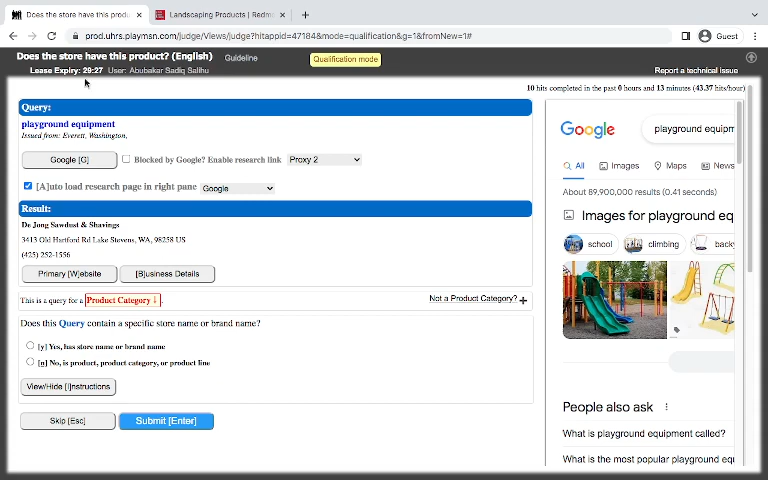 Does the store have this product? ×
Landscaping Products | Redm ×
+
prod.uhrs.playmsn.com/judge/Views/judge?hitappid=47184&mode=qualification&g=1&fromNew=1#
Guest
Does the store have this product? (English)
Guideline
Qualification mode
Lease Expiry: 29:27 User: Abubakar Sadiq Salihu
Report a technical issue
10 hits completed in the past 0 hours and 13 minutes (43.37 hits/hour)
Query:
playground equipment
Issued from: Everett, Washington,
Google [G]
Blocked by Google? Enable research link
Proxy 2
[A]uto load research page in right pane
Google
Result:
De Jong Sawdust & Shavings
3413 Old Hartford Rd Lake Stevens, WA, 98258 US
(425) 252-1556
Primary [W]ebsite
[B]usiness Details
This is a query for a Product Category ↓.
Not a Product Category? +
Does this Query contain a specific store name or brand name?
[y] Yes, has store name or brand name
[n] No, is product, product category, or product line
View/Hide [I]nstructions
Skip [Esc]
Submit [Enter]
Google
playground equipm
All
Images
Maps
News
About 89,900,000 results (0.41 seconds)
Images for playground eq
school
climbing
backy
People also ask
What is playground equipment called?
What is the most popular playground equ